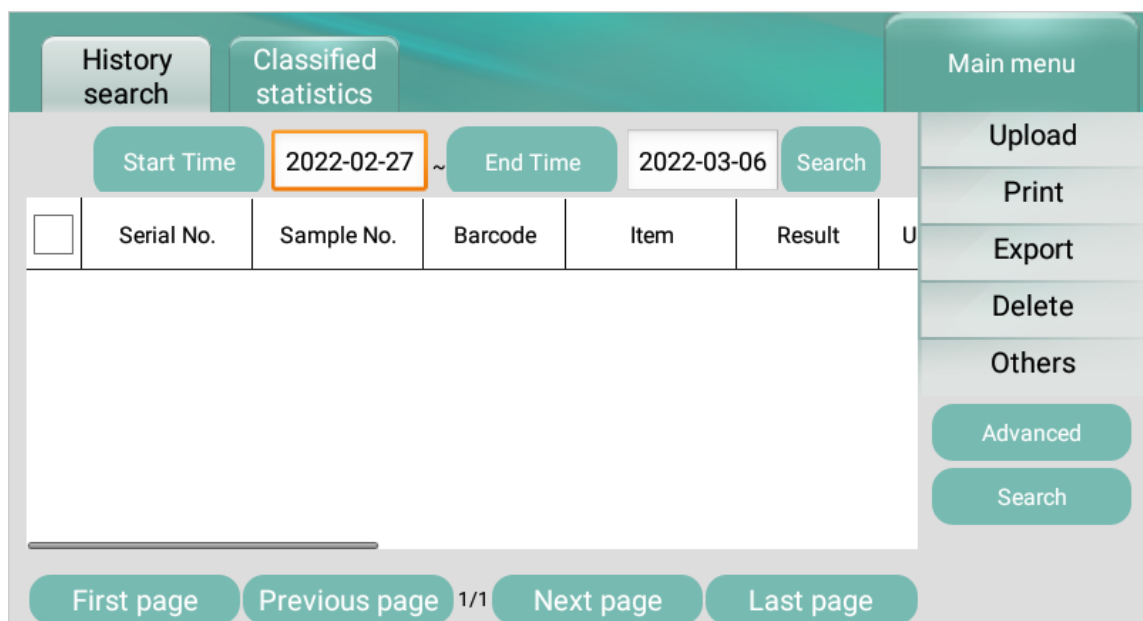 History
search
Classified
statistics
Main menu
Start Time
2022-02-27
~
End Time
2022-03-06
Search
Serial No.
Sample No.
Barcode
Item
Result
U
Upload
Print
Export
Delete
Others
Advanced
Search
First page
Previous page
1/1
Next page
Last page